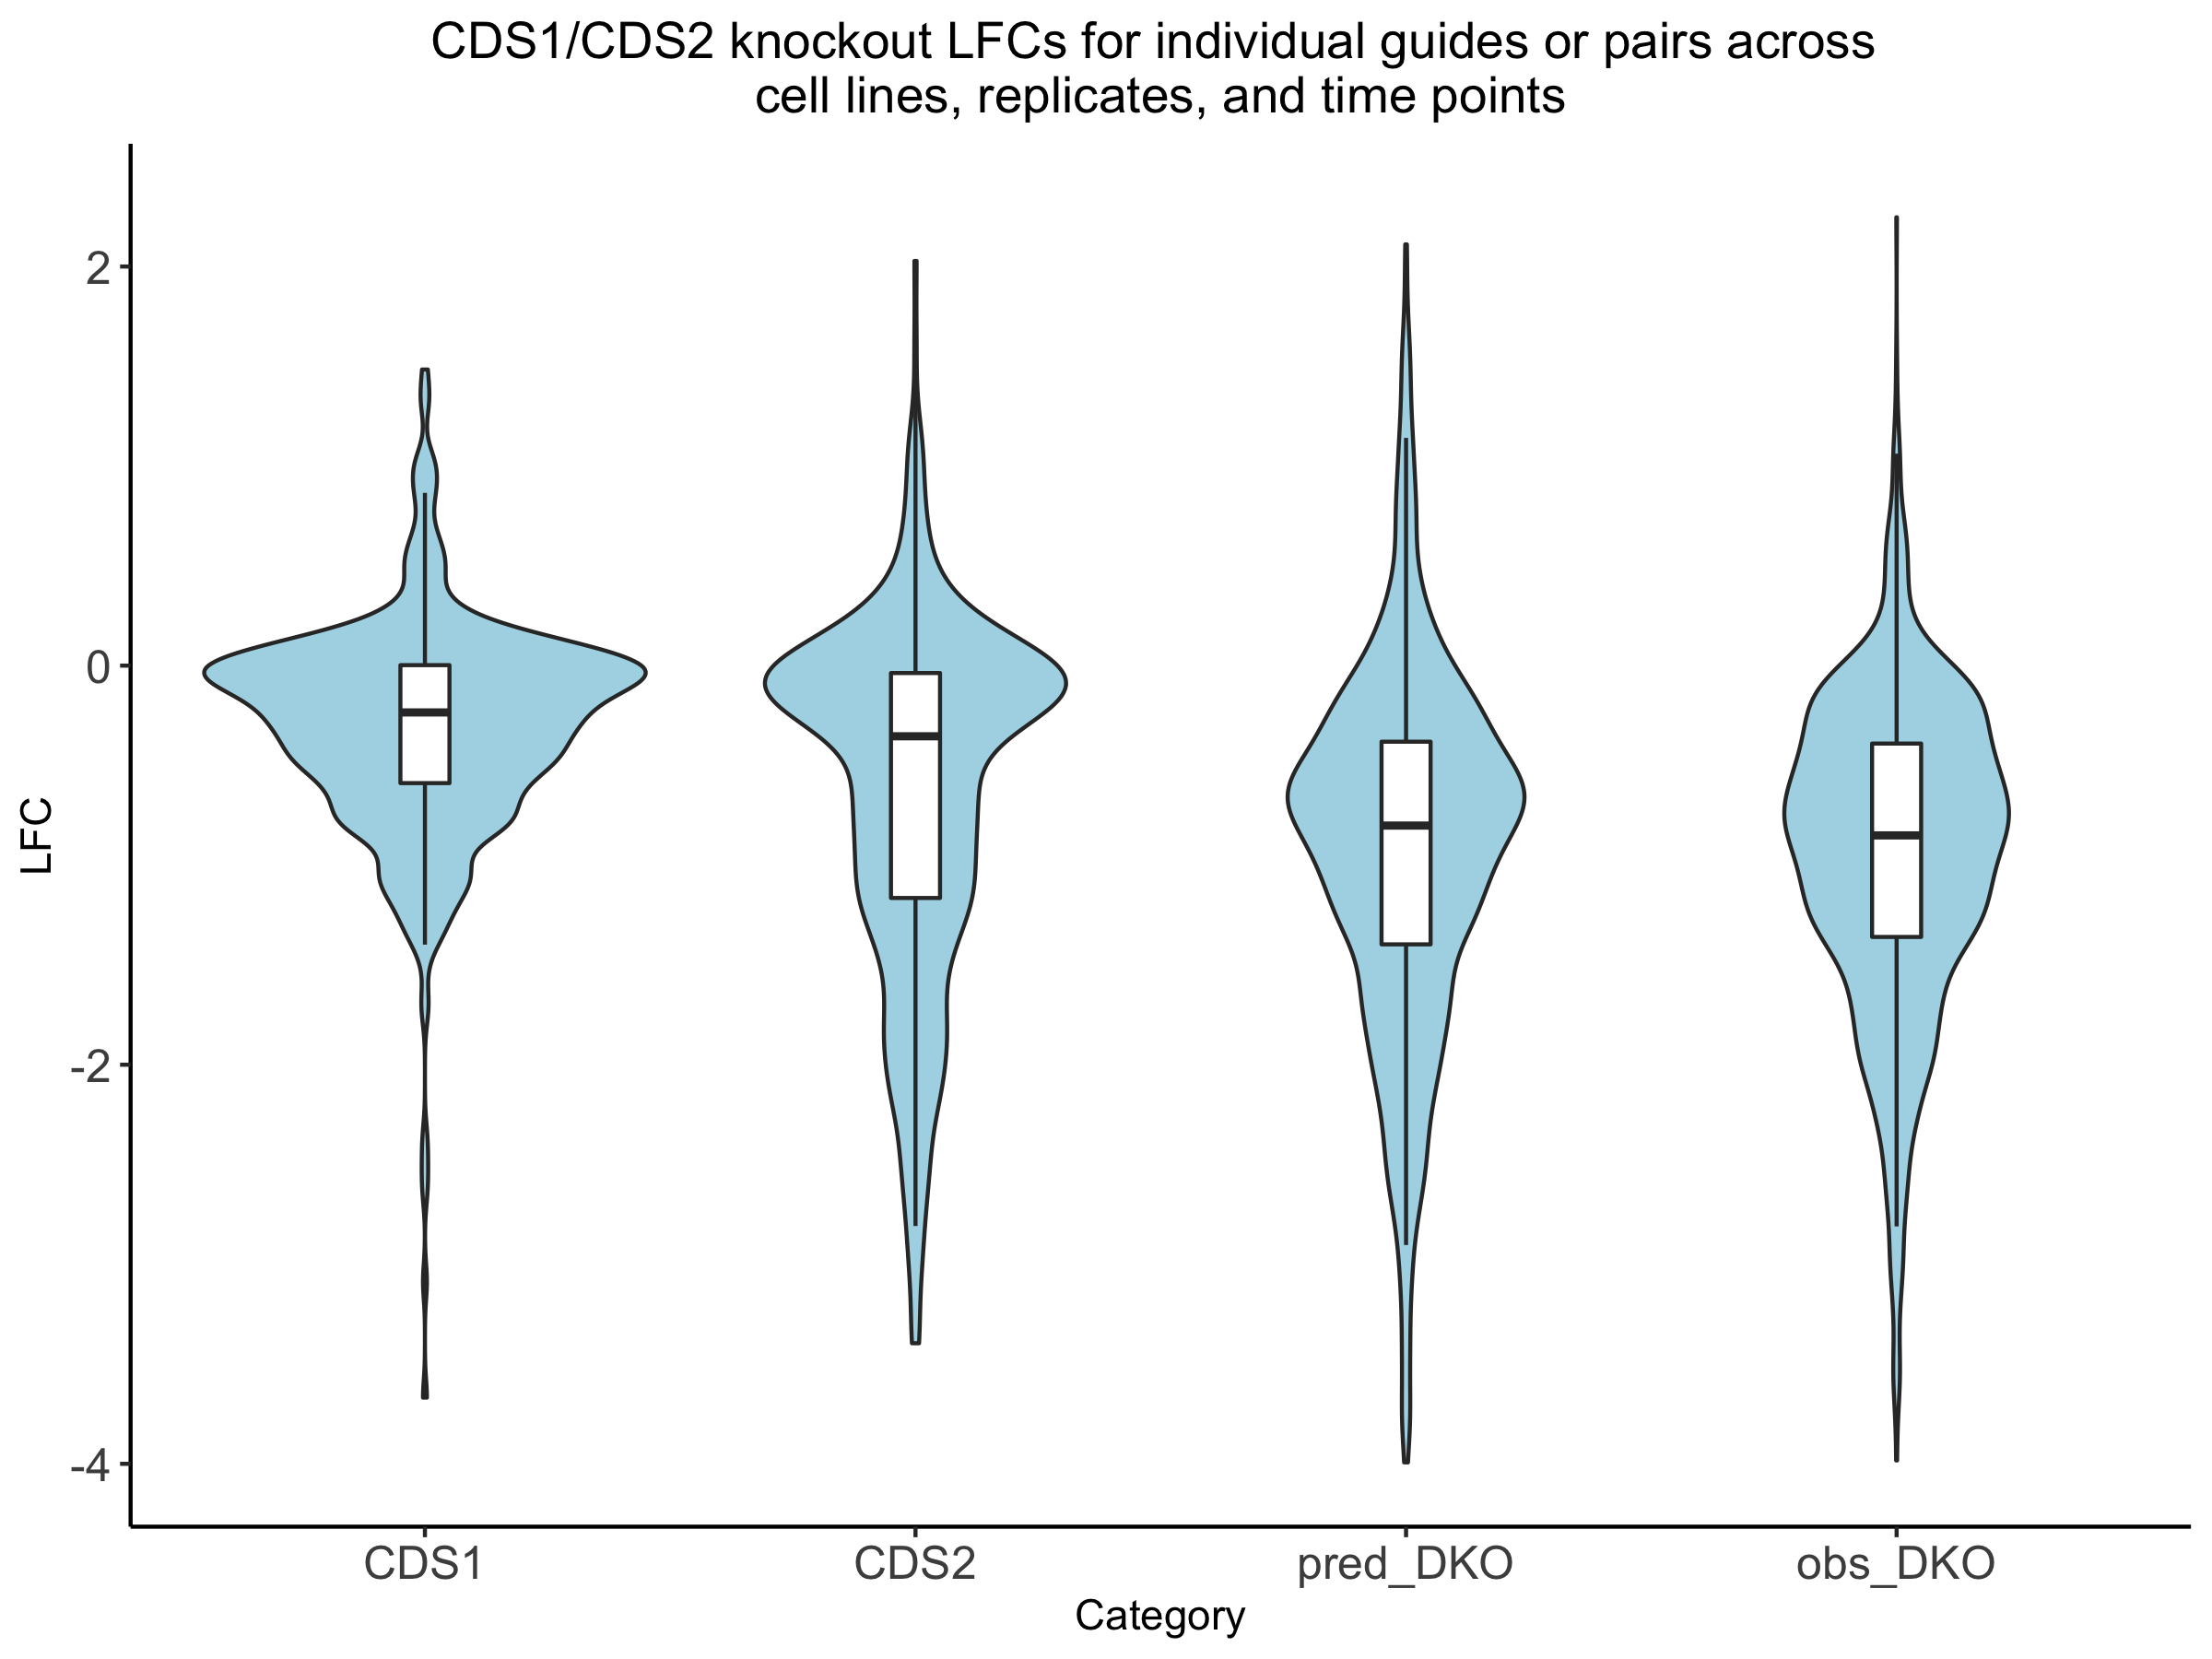 CDS1/CDS2 knockout LFCs for individual guides or pairs across
cell lines, replicates, and time points
LFC
2
0
-2
-4
CDS1
CDS2
pred_DKO
obs_DKO
Category